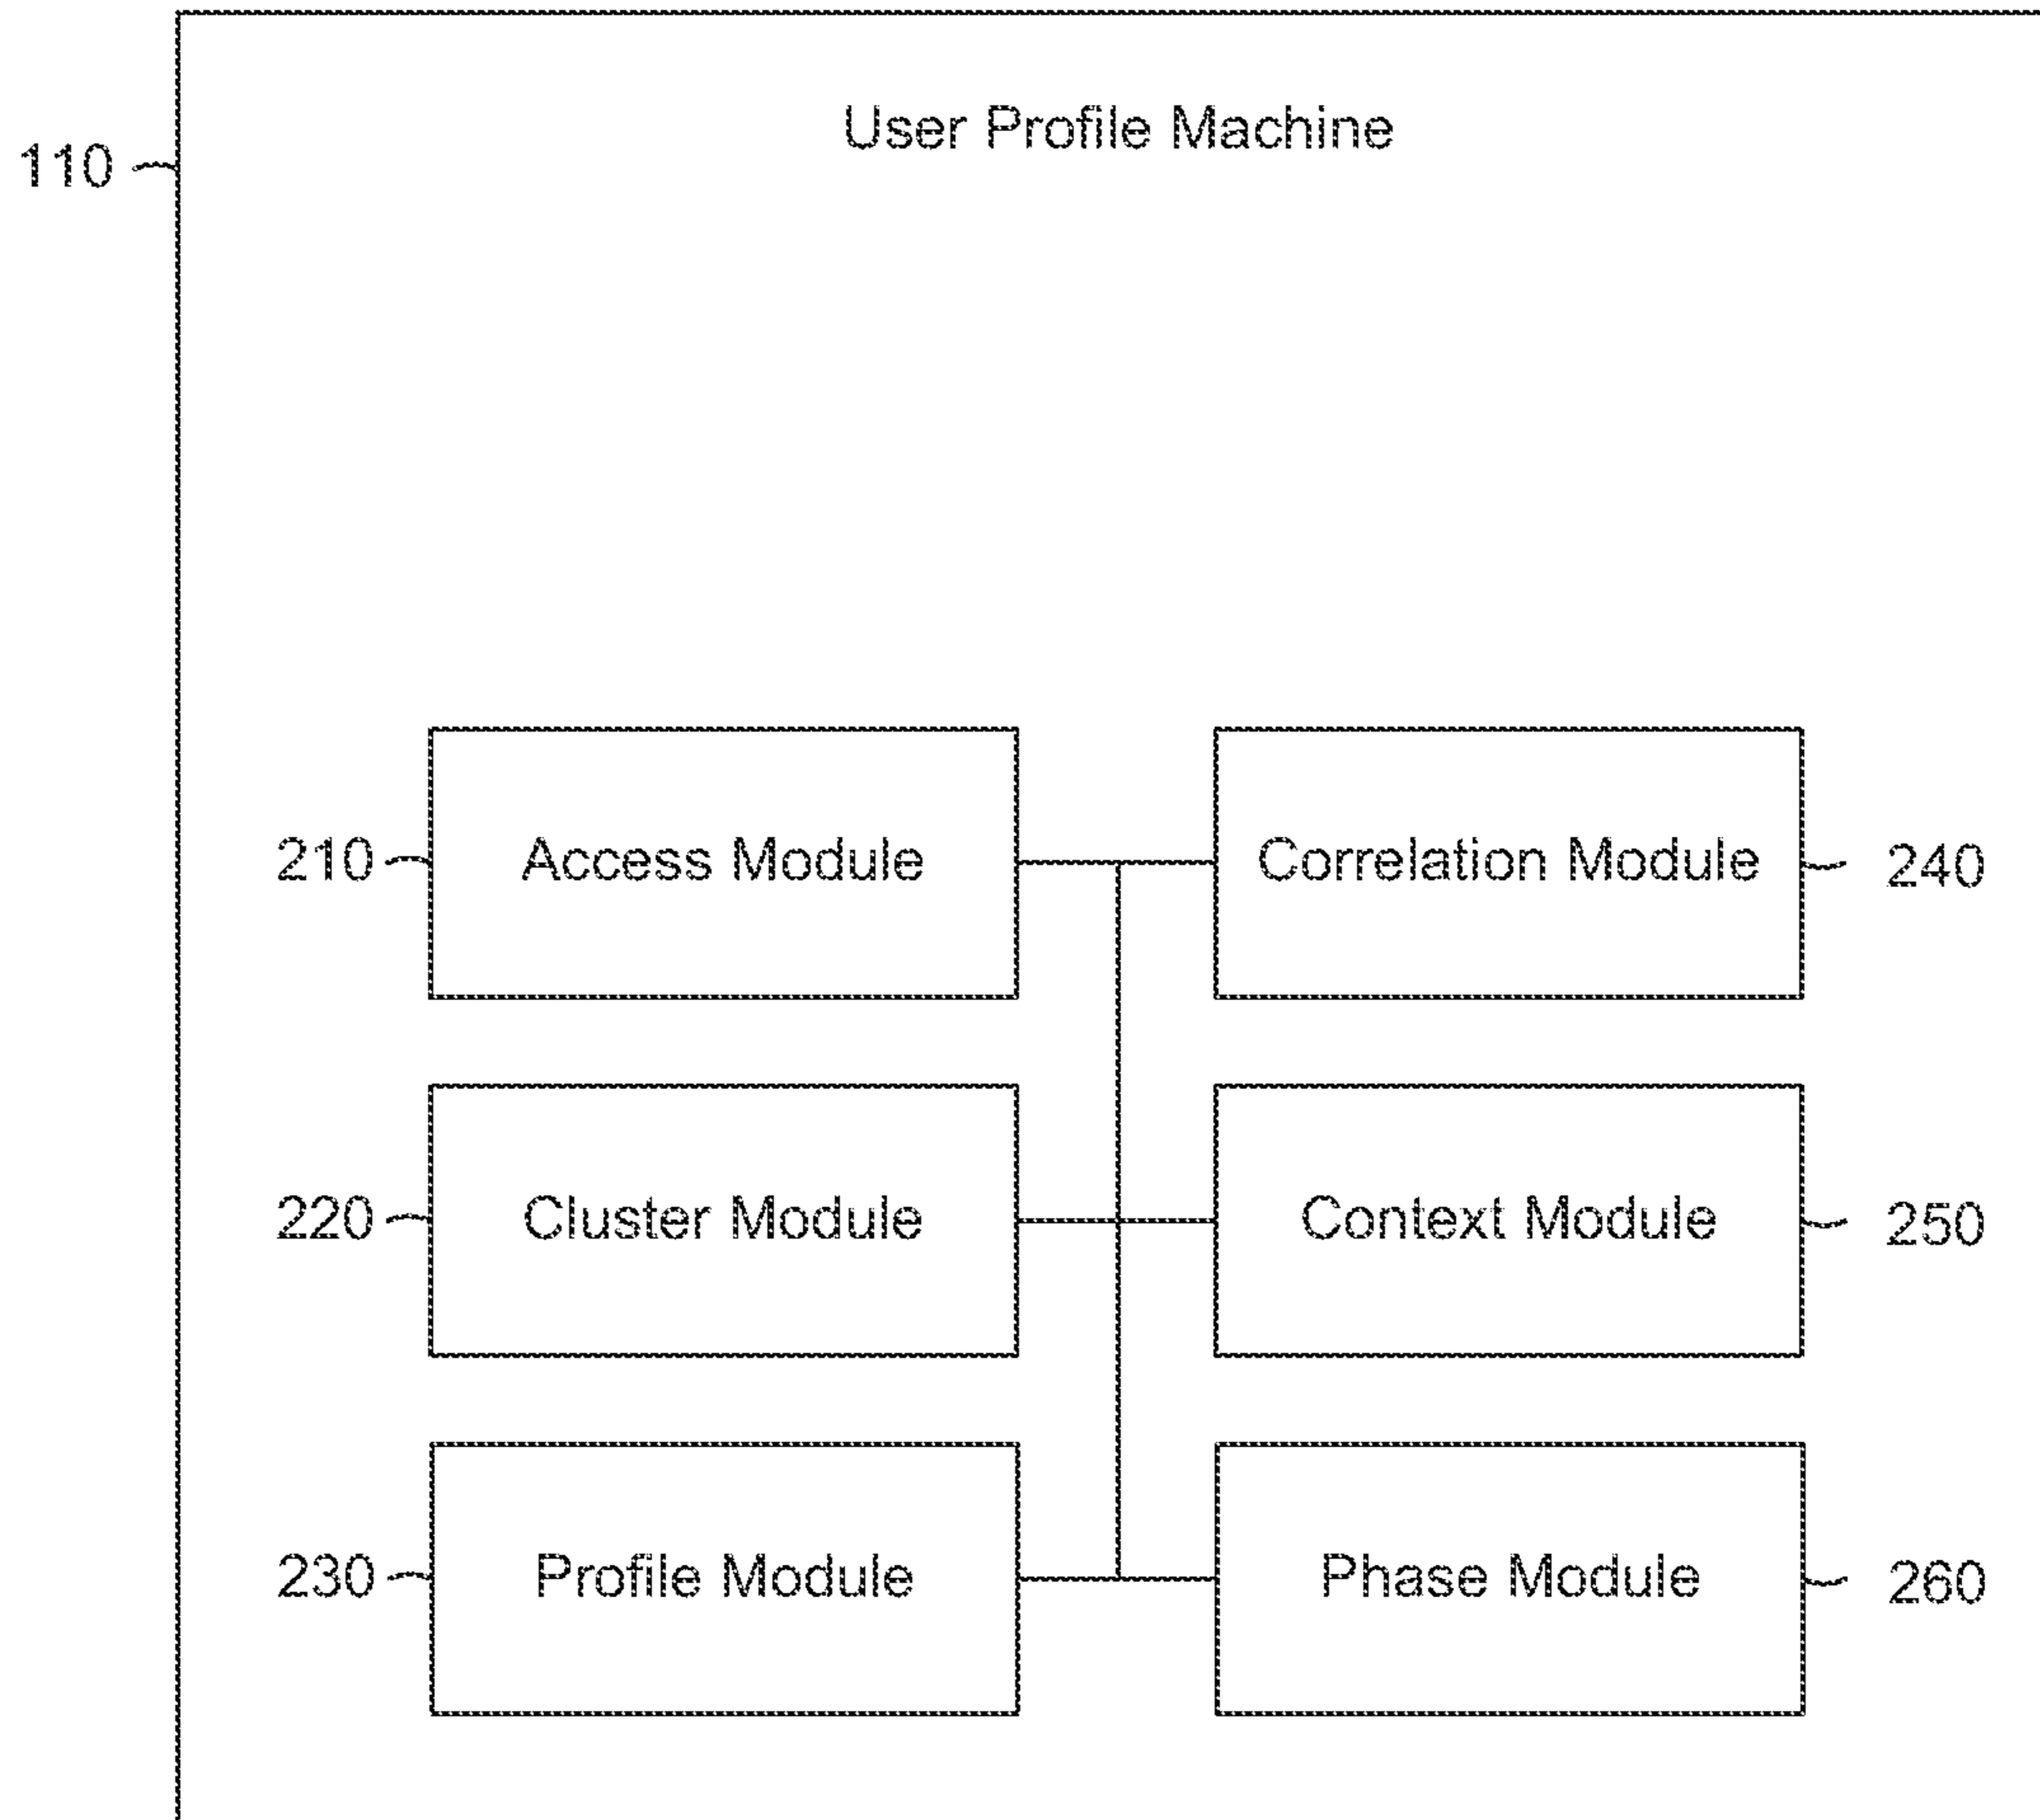 User Profile Machine
110
210 Access Module Correlation Module 240
220 Cluster Module Context Module 250
230 Profile Module Phase Module 260